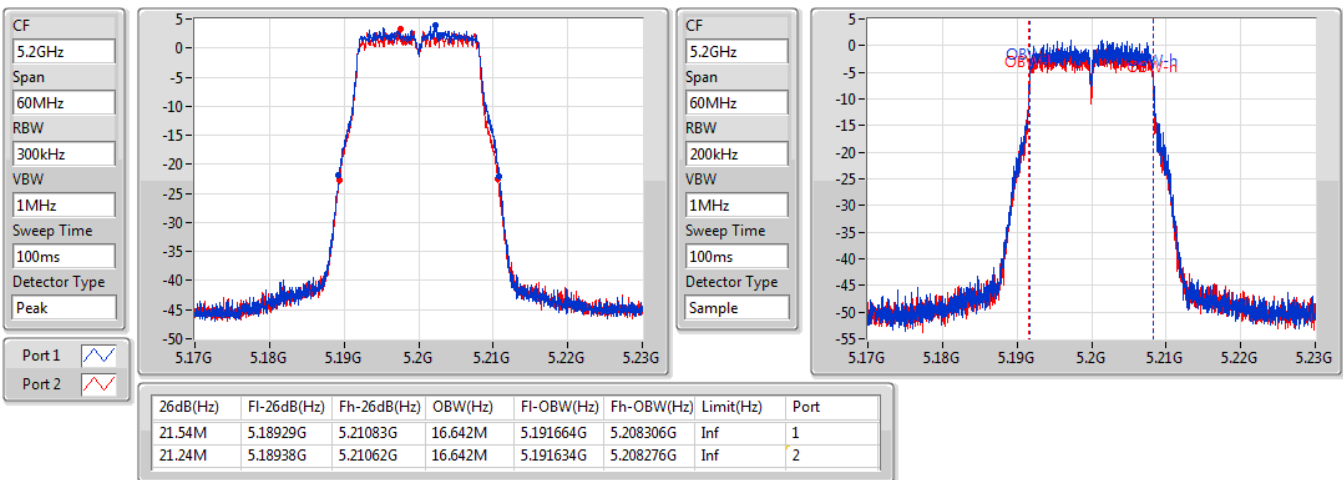 CF
5.2GHz
Span
60MHz
RBW
300kHz
VBW
1MHz
Sweep Time
100ms
Detector Type
Peak
Port 1
Port 2
5
0
-5
-10
-15
-20
-25
-30
-35
-40
-45
-50
5.17G 5.18G 5.19G 5.2G 5.21G 5.22G 5.23G
CF
5.2GHz
Span
60MHz
RBW
200kHz
VBW
1MHz
Sweep Time
100ms
Detector Type
Sample
5
0
-5
-10
-15
-20
-25
-30
-35
-40
-45
-50
-55
5.17G 5.18G 5.19G 5.2G 5.21G 5.22G 5.23G
26dB(Hz) Fl-26dB(Hz) Fh-26dB(Hz) OBW(Hz) Fl-OBW(Hz) Fh-OBW(Hz) Limit(Hz) Port
21.54M 5.18929G 5.21083G 16.642M 5.191664G 5.208306G Inf 1
21.24M 5.18938G 5.21062G 16.642M 5.191634G 5.208276G Inf 2